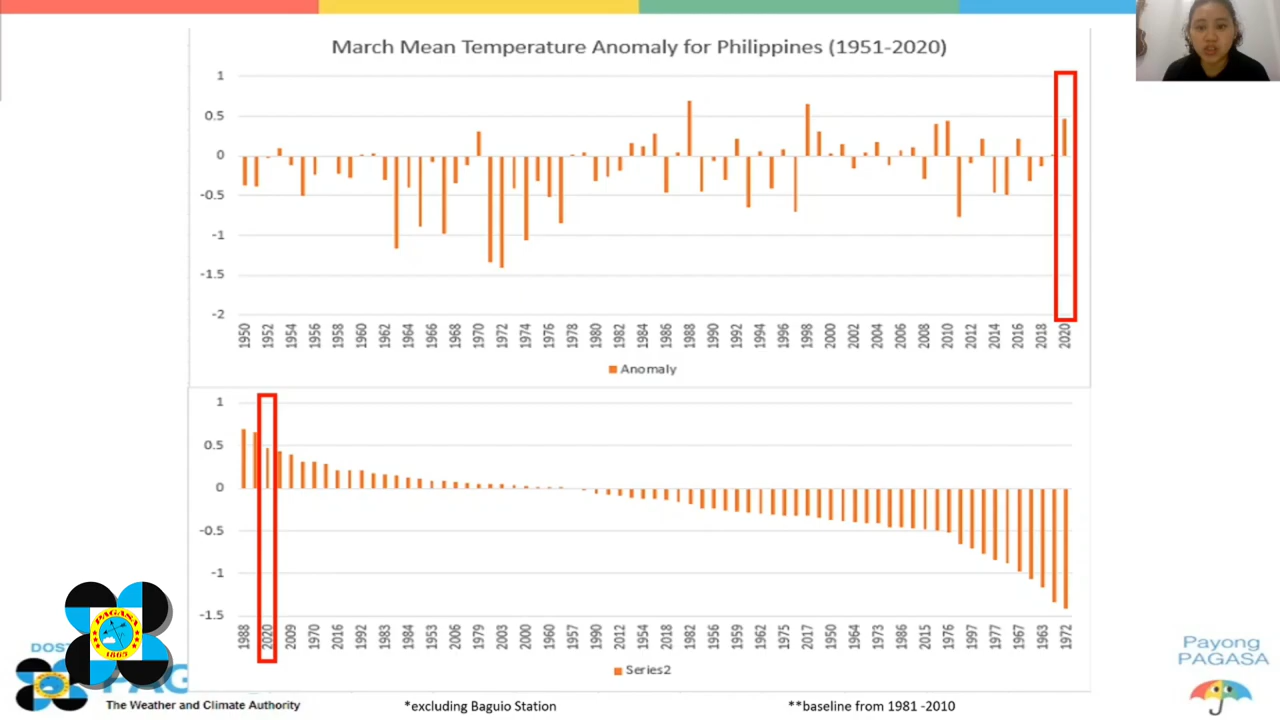 March Mean Temperature Anomaly for Philippines (1951-2020)
1
0.5
0
-0.5
-1
-1.5
-2
1950 1952 1954 1956 1958 1960 1962 1964 1966 1968 1970 1972 1974 1976 1978 1980 1982 1984 1986 1988 1990 1992 1994 1996 1998 2000 2002 2004 2006 2008 2010 2012 2014 2016 2018 2020
Anomaly
1
0.5
0
-0.5
-1
-1.5
1988 2020 2009 1970 2016 1992 1983 1984 1953 2006 1979 2003 2000 1960 1957 1990 2012 1954 2018 1982 1956 1959 1962 1975 1950 1964 1973 1986 2015 1976 1997 1977 1967 1963 1972
Series2
PAGASA
1865
DOST
PAG
The Weather and Climate Authority
*excluding Baguio Station
**baseline from 1981 -2010
Payong
PAGASA